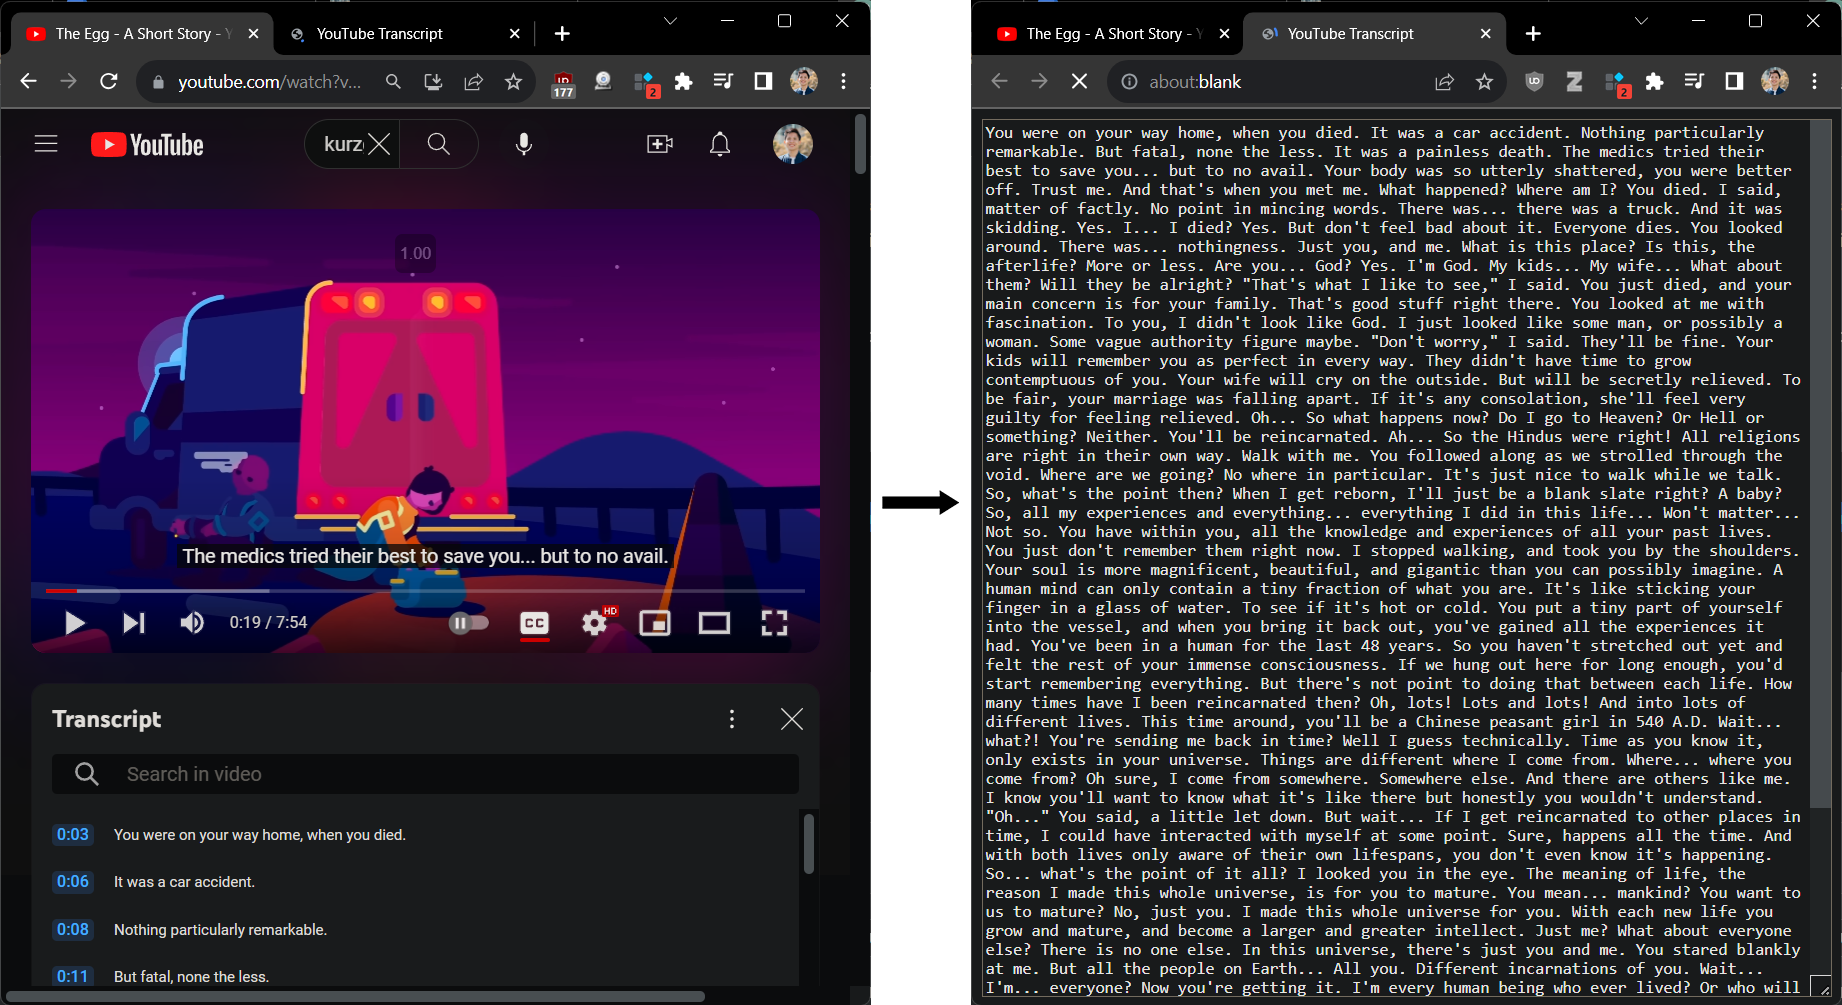 The Egg - A Short Story - Y
YouTube Transcript
youtube.com/watch?v...
177
2
YouTube
kurz
1.00
The medics tried their best to save you... but to no avail.
0:19 / 7:54
CC
HD
Transcript
Search in video
0:03 You were on your way home, when you died.
0:06 It was a car accident.
0:08 Nothing particularly remarkable.
0:11 But fatal, none the less.
The Egg - A Short Story - Y
YouTube Transcript
about:blank
2
You were on your way home, when you died. It was a car accident. Nothing particularly
remarkable. But fatal, none the less. It was a painless death. The medics tried their
best to save you... but to no avail. Your body was so utterly shattered, you were better
off. Trust me. And that's when you met me. What happened? Where am I? You died. I said,
matter of factly. No point in mincing words. There was... there was a truck. And it was
skidding. Yes. I... I died? Yes. But don't feel bad about it. Everyone dies. You looked
around. There was... nothingness. Just you, and me. What is this place? Is this, the
afterlife? More or less. Are you... God? Yes. I'm God. My kids... My wife... What about
them? Will they be alright? "That's what I like to see," I said. You just died, and your
main concern is for your family. That's good stuff right there. You looked at me with
fascination. To you, I didn't look like God. I just looked like some man, or possibly a
woman. Some vague authority figure maybe. "Don't worry," I said. They'll be fine. Your
kids will remember you as perfect in every way. They didn't have time to grow
contemptuous of you. Your wife will cry on the outside. But will be secretly relieved. To
be fair, your marriage was falling apart. If it's any consolation, she'll feel very
guilty for feeling relieved. Oh... So what happens now? Do I go to Heaven? Or Hell or
something? Neither. You'll be reincarnated. Ah... So the Hindus were right! All religions
are right in their own way. Walk with me. You followed along as we strolled through the
void. Where are we going? No where in particular. It's just nice to walk while we talk.
So, what's the point then? When I get reborn, I'll just be a blank slate right? A baby?
So, all my experiences and everything... everything I did in this life... Won't matter...
Not so. You have within you, all the knowledge and experiences of all your past lives.
You just don't remember them right now. I stopped walking, and took you by the shoulders.
Your soul is more magnificent, beautiful, and gigantic than you can possibly imagine. A
human mind can only contain a tiny fraction of what you are. It's like sticking your
finger in a glass of water. To see if it's hot or cold. You put a tiny part of yourself
into the vessel, and when you bring it back out, you've gained all the experiences it
had. You've been in a human for the last 48 years. So you haven't stretched out yet and
felt the rest of your immense consciousness. If we hung out here for long enough, you'd
start remembering everything. But there's not point to doing that between each life. How
many times have I been reincarnated then? Oh, lots! Lots and lots! And into lots of
different lives. This time around, you'll be a Chinese peasant girl in 540 A.D. Wait...
what?! You're sending me back in time? Well I guess technically. Time as you know it,
only exists in your universe. Things are different where I come from. Where... where you
come from? Oh sure, I come from somewhere. Somewhere else. And there are others like me.
I know you'll want to know what it's like there but honestly you wouldn't understand.
"Oh..." You said, a little let down. But wait... If I get reincarnated to other places in
time, I could have interacted with myself at some point. Sure, happens all the time. And
with both lives only aware of their own lifespans, you don't even know it's happening.
So... what's the point of it all? I looked you in the eye. The meaning of life, the
reason I made this whole universe, is for you to mature. You mean... mankind? You want to
us to mature? No, just you. I made this whole universe for you. With each new life you
grow and mature, and become a larger and greater intellect. Just me? What about everyone
else? There is no one else. In this universe, there's just you and me. You stared blankly
at me. But all the people on Earth... All you. Different incarnations of you. Wait...
I'm... everyone? Now you're getting it. I'm every human being who ever lived? Or who will